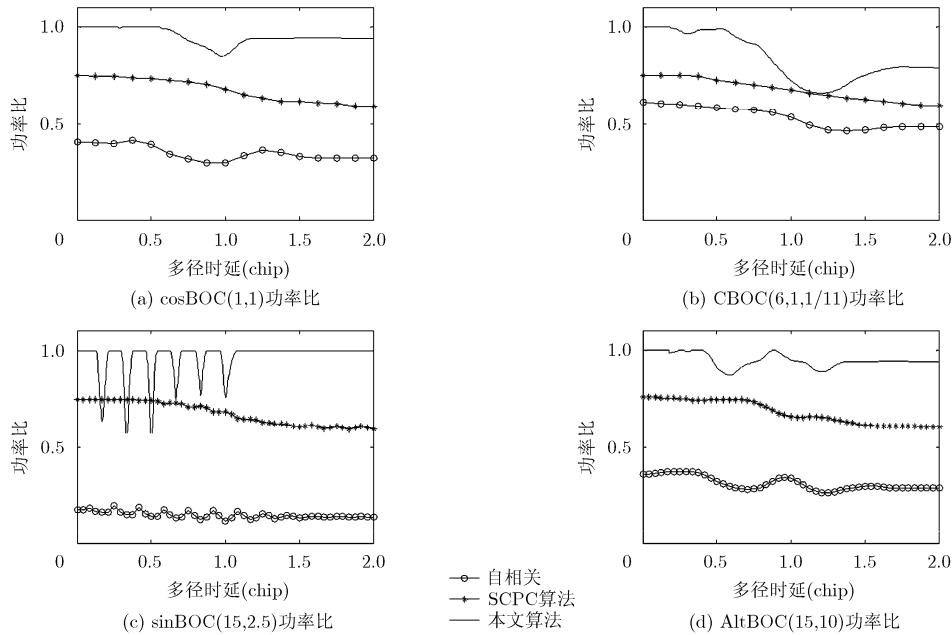 1.0
0.5
0
0.5
1.0
1.5
2.0
功率比
多径时延(chip)
(a) cosBOC(1,1)功率比
1.0
0.5
0
0.5
1.0
1.5
2.0
功率比
多径时延(chip)
(b) CBOC(6,1,1/11)功率比
1.0
0.5
0
0.5
1.0
1.5
2.0
功率比
多径时延(chip)
(c) sinBOC(15,2.5)功率比
1.0
0.5
0
0.5
1.0
1.5
2.0
功率比
多径时延(chip)
(d) AltBOC(15,10)功率比
自相关
SCPC算法
本文算法